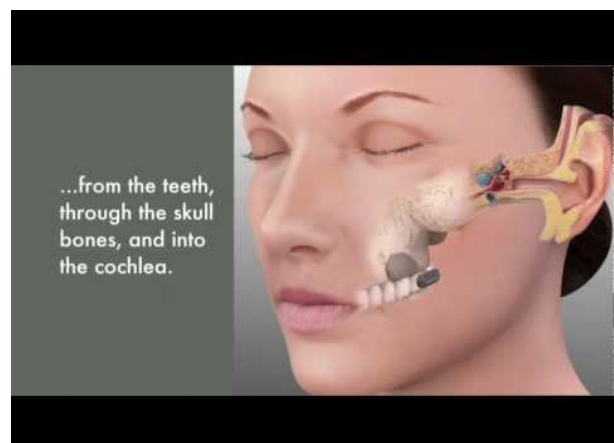 ...from the teeth,
through the skull
bones, and into
the cochlea.